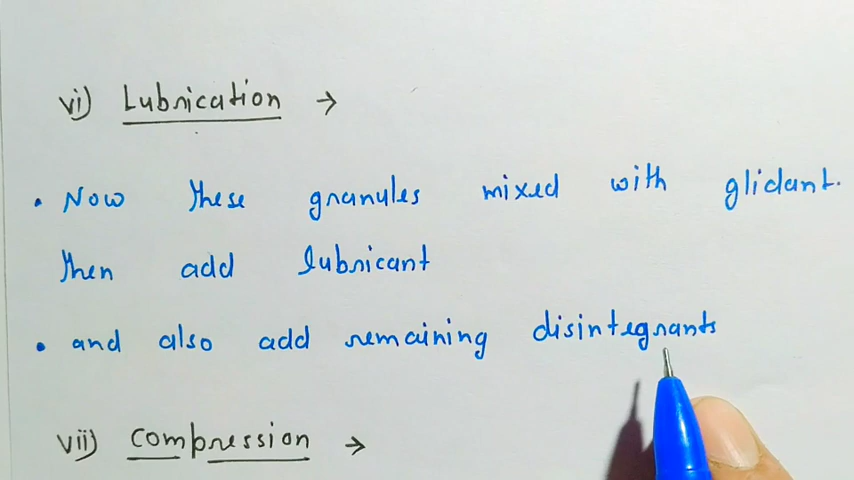 vi) Lubrication →
• Now these granules mixed with glidant.
then add lubricant
• and also add remaining disintegrants
vii) compression →